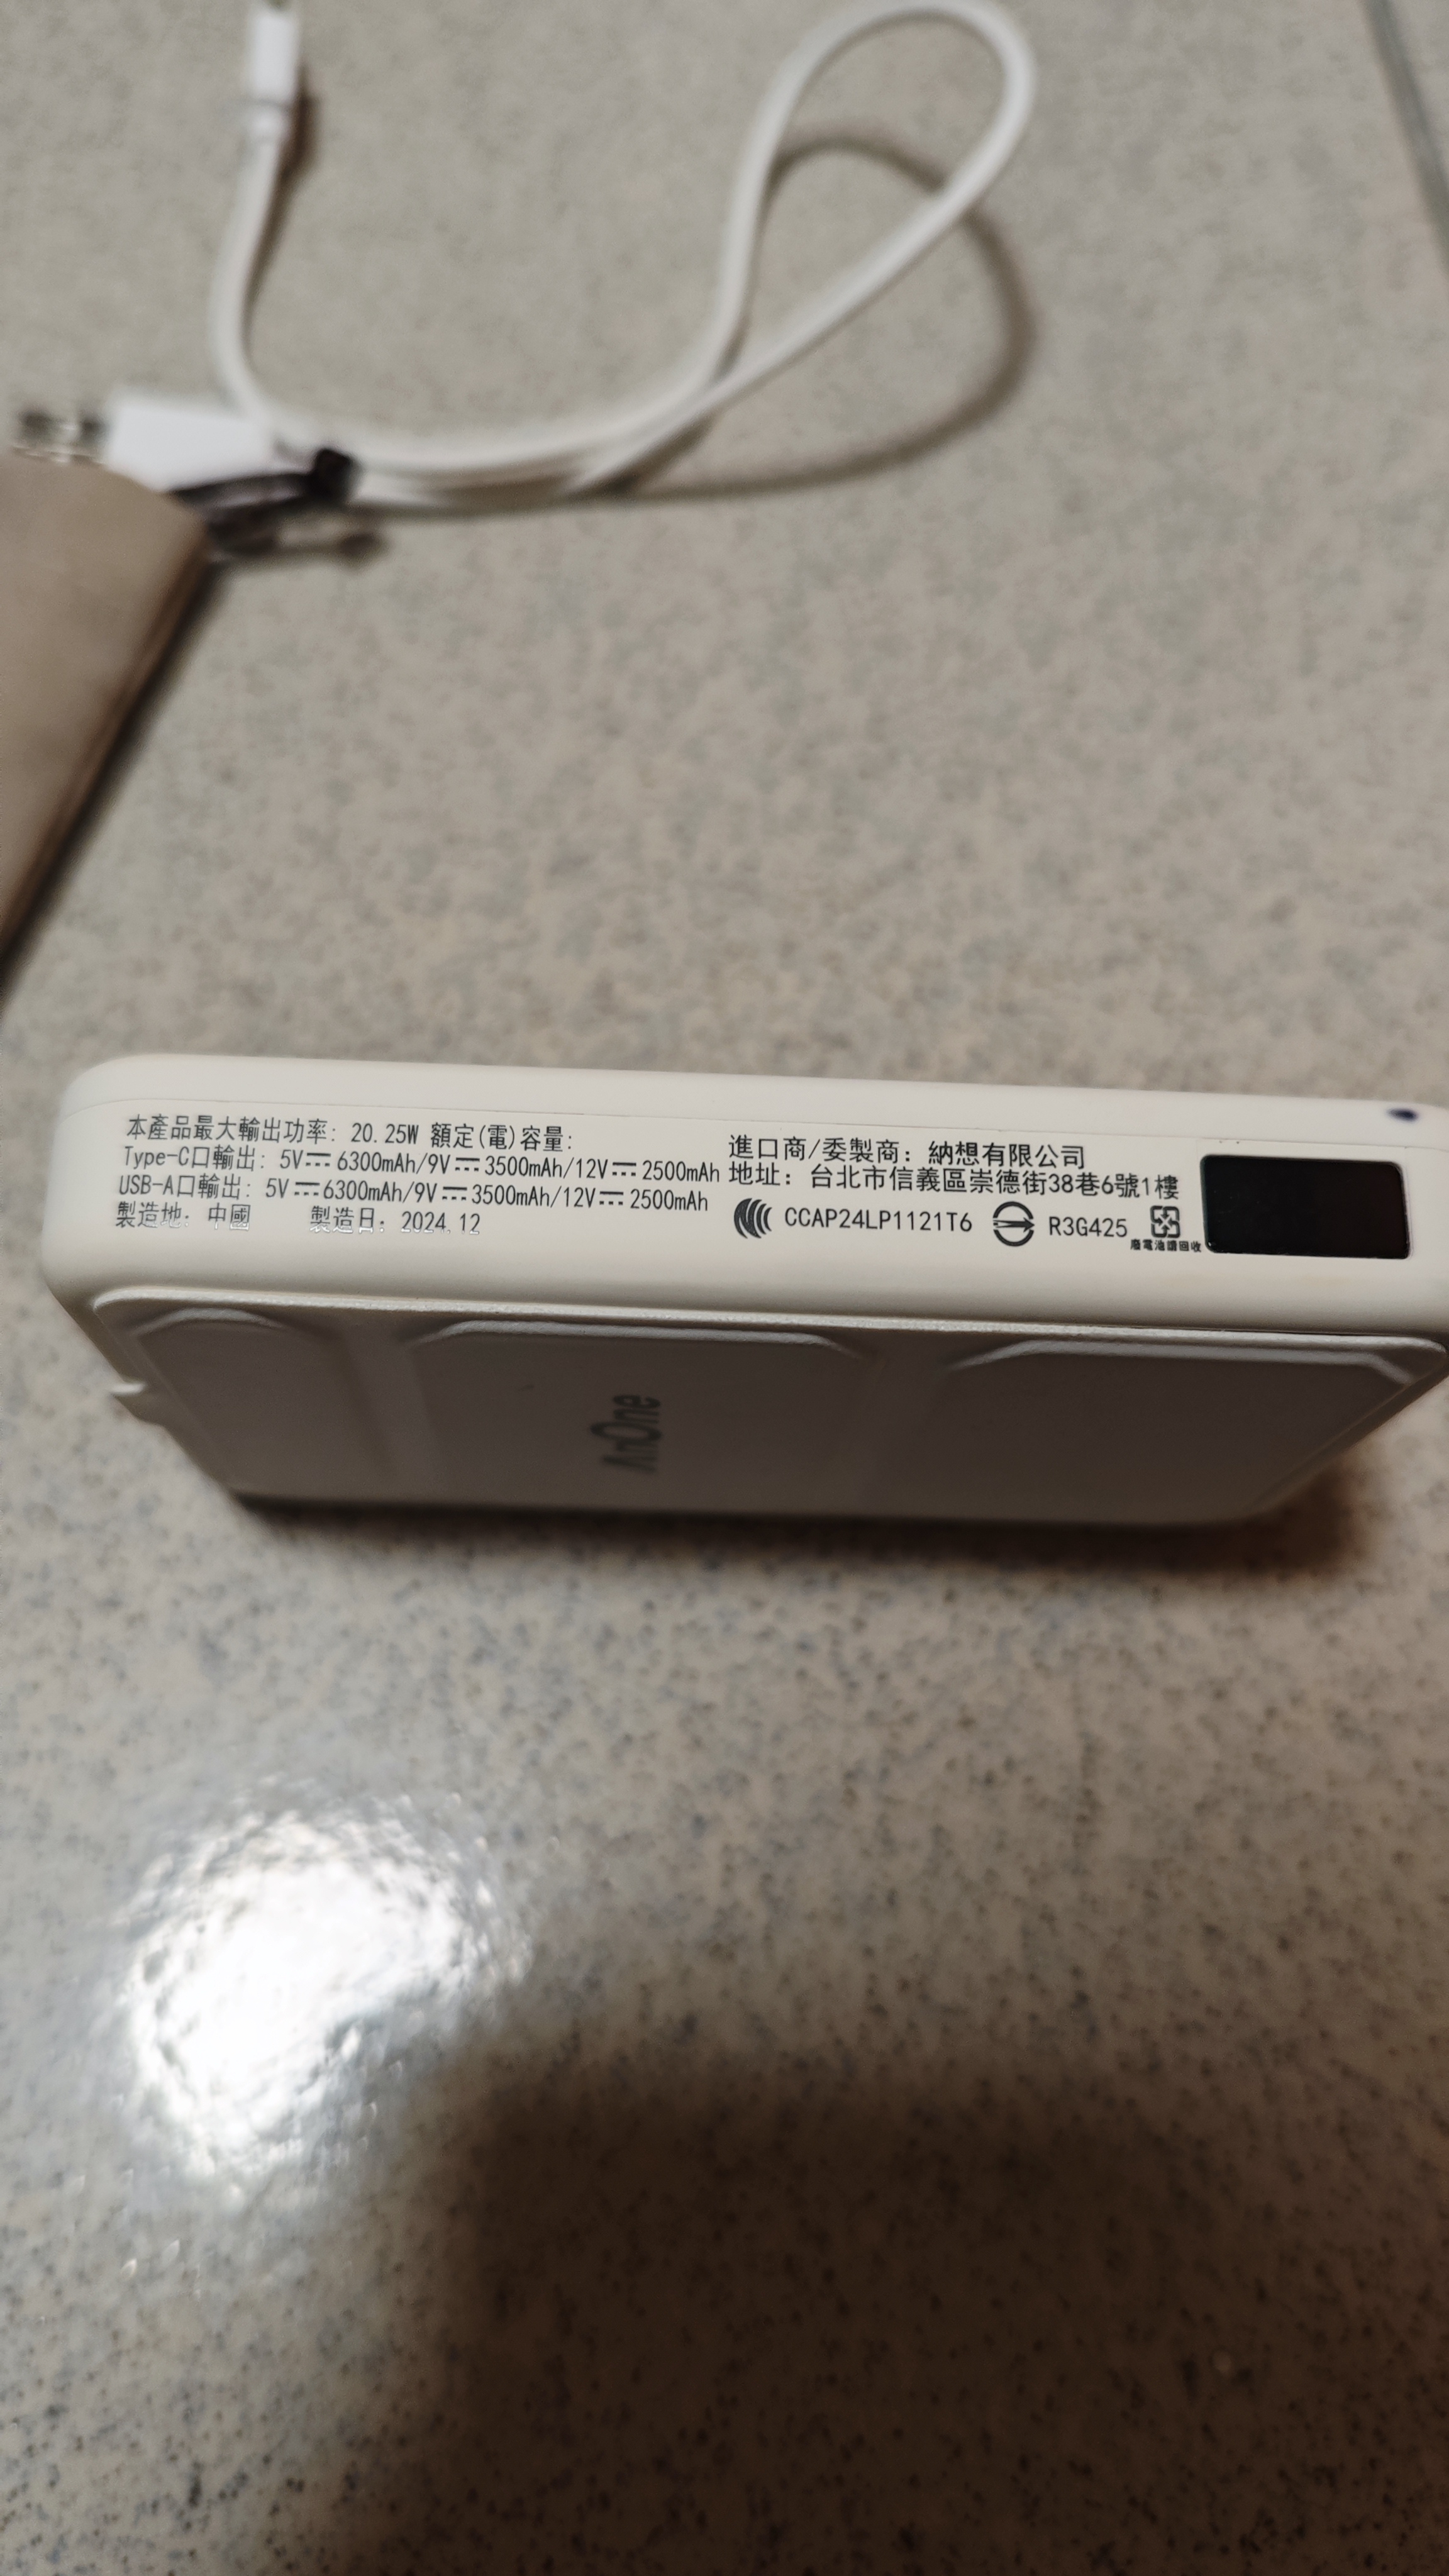 本產品最大輸出功率: 20.25W 額定(電)容量:
Type-C口輸出: 5V⎓6300mAh/9V⎓3500mAh/12V⎓2500mAh
USB-A口輸出: 5V⎓6300mAh/9V⎓3500mAh/12V⎓2500mAh
製造地: 中國 製造日: 2024.12
進口商/委製商: 納想有限公司
地址: 台北市信義區崇德街38巷6號1樓
CCAP24LP1121T6 R3G425
廢電池請回收
AnOne